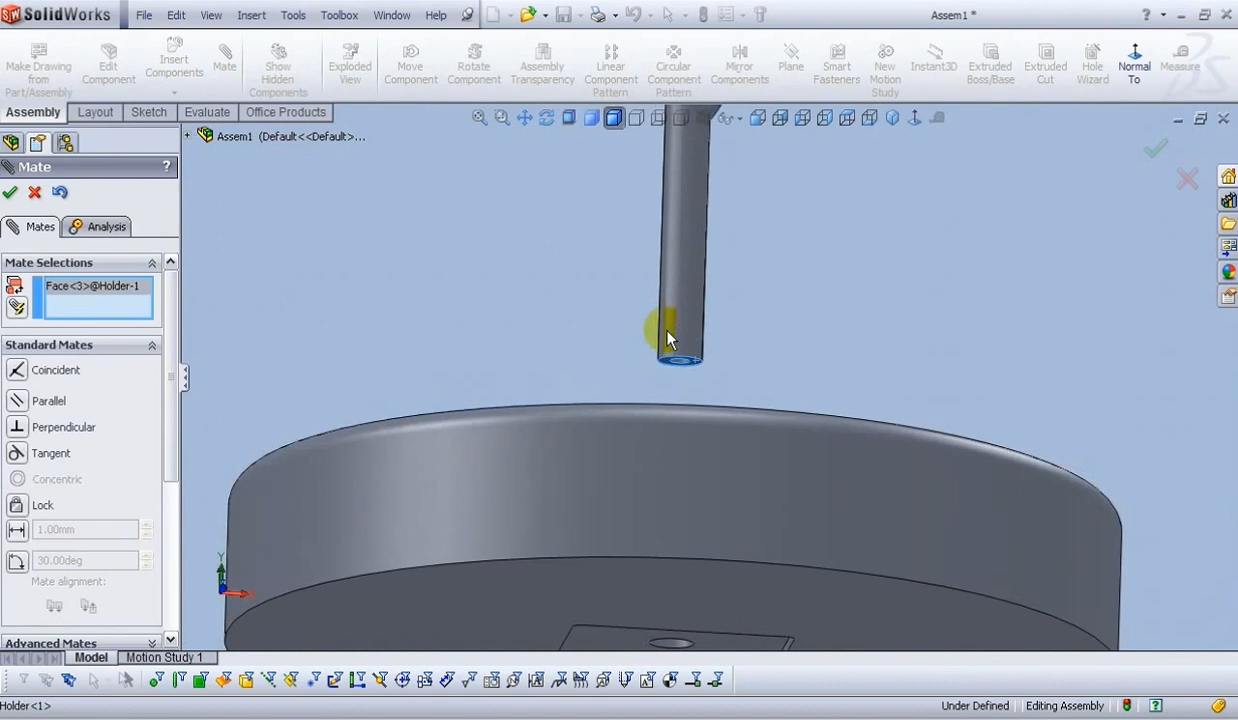 SolidWorks File Edit View Insert Tools Toolbox Window Help Assem1 * ?
Make Drawing from Part/Assembly
Edit Component
Insert Components
Mate
Show Hidden Components
Exploded View
Move Component
Rotate Component
Assembly Transparency
Linear Component Pattern
Circular Component Pattern
Mirror Components
Plane
Smart Fasteners
New Motion Study
Instant3D
Extruded Boss/Base
Extruded Cut
Hole Wizard
Normal To
Measure
Assembly Layout Sketch Evaluate Office Products
Assem1 (Default<<Default>...
Mate ?
Mates Analysis
Mate Selections
Face<3>@Holder-1
Standard Mates
Coincident
Parallel
Perpendicular
Tangent
Concentric
Lock
1.00mm
30.00deg
Mate alignment:
Advanced Mates
Y
Model Motion Study 1
Holder<1> Under Defined Editing Assembly ?